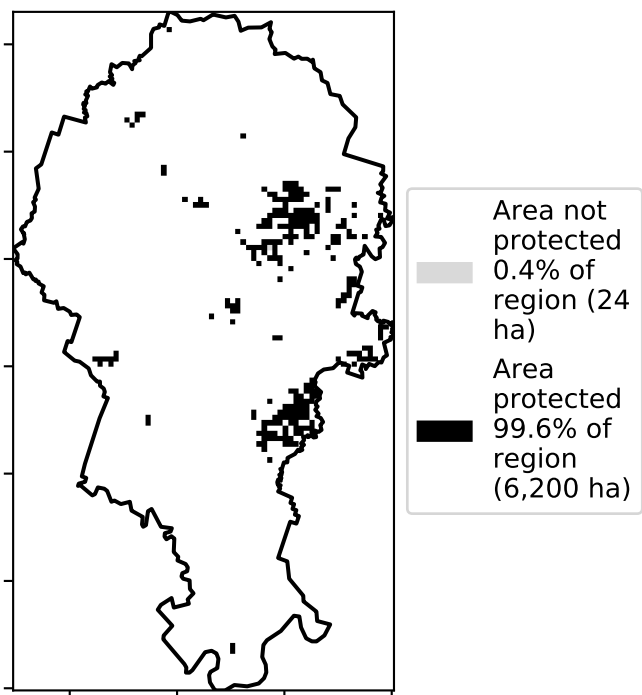 Area not
protected
0.4% of
region (24
ha)
Area
protected
99.6% of
region
(6,200 ha)